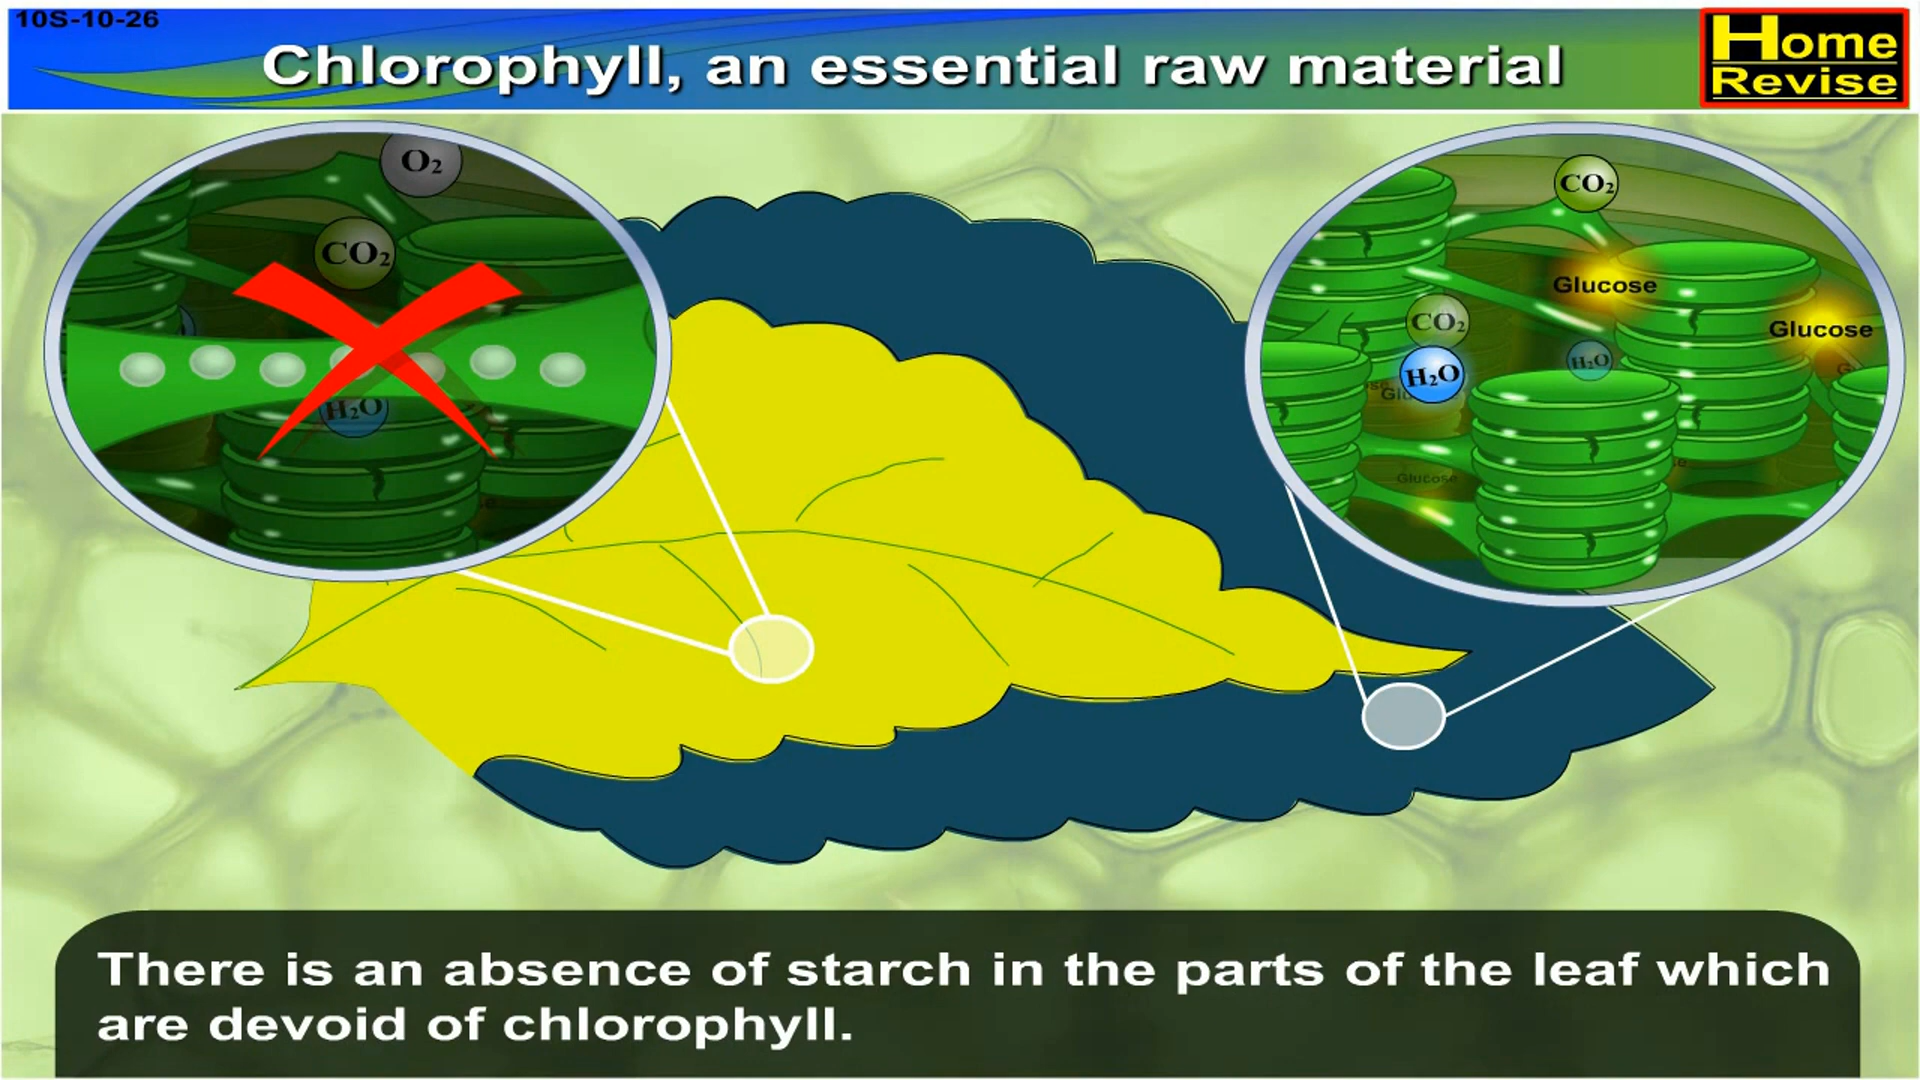 10S-10-26
Chlorophyll, an essential raw material
Home
Revise
O₂
CO₂
H₂O
CO₂
Glucose
Glucose
CO₂
H₂O
H₂O
Glucose
There is an absence of starch in the parts of the leaf which
are devoid of chlorophyll.